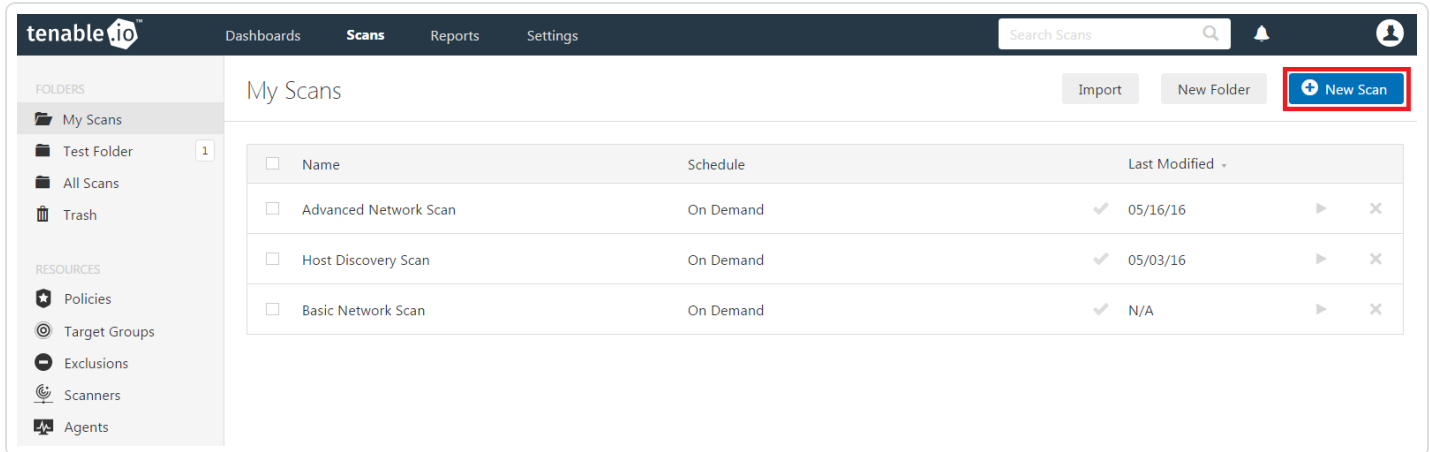 tenable.io™ Dashboards Scans Reports Settings Search Scans
FOLDERS
My Scans
Test Folder 1
All Scans
Trash
RESOURCES
Policies
Target Groups
Exclusions
Scanners
Agents
My Scans Import New Folder New Scan
Name Schedule Last Modified
Advanced Network Scan On Demand 05/16/16
Host Discovery Scan On Demand 05/03/16
Basic Network Scan On Demand N/A